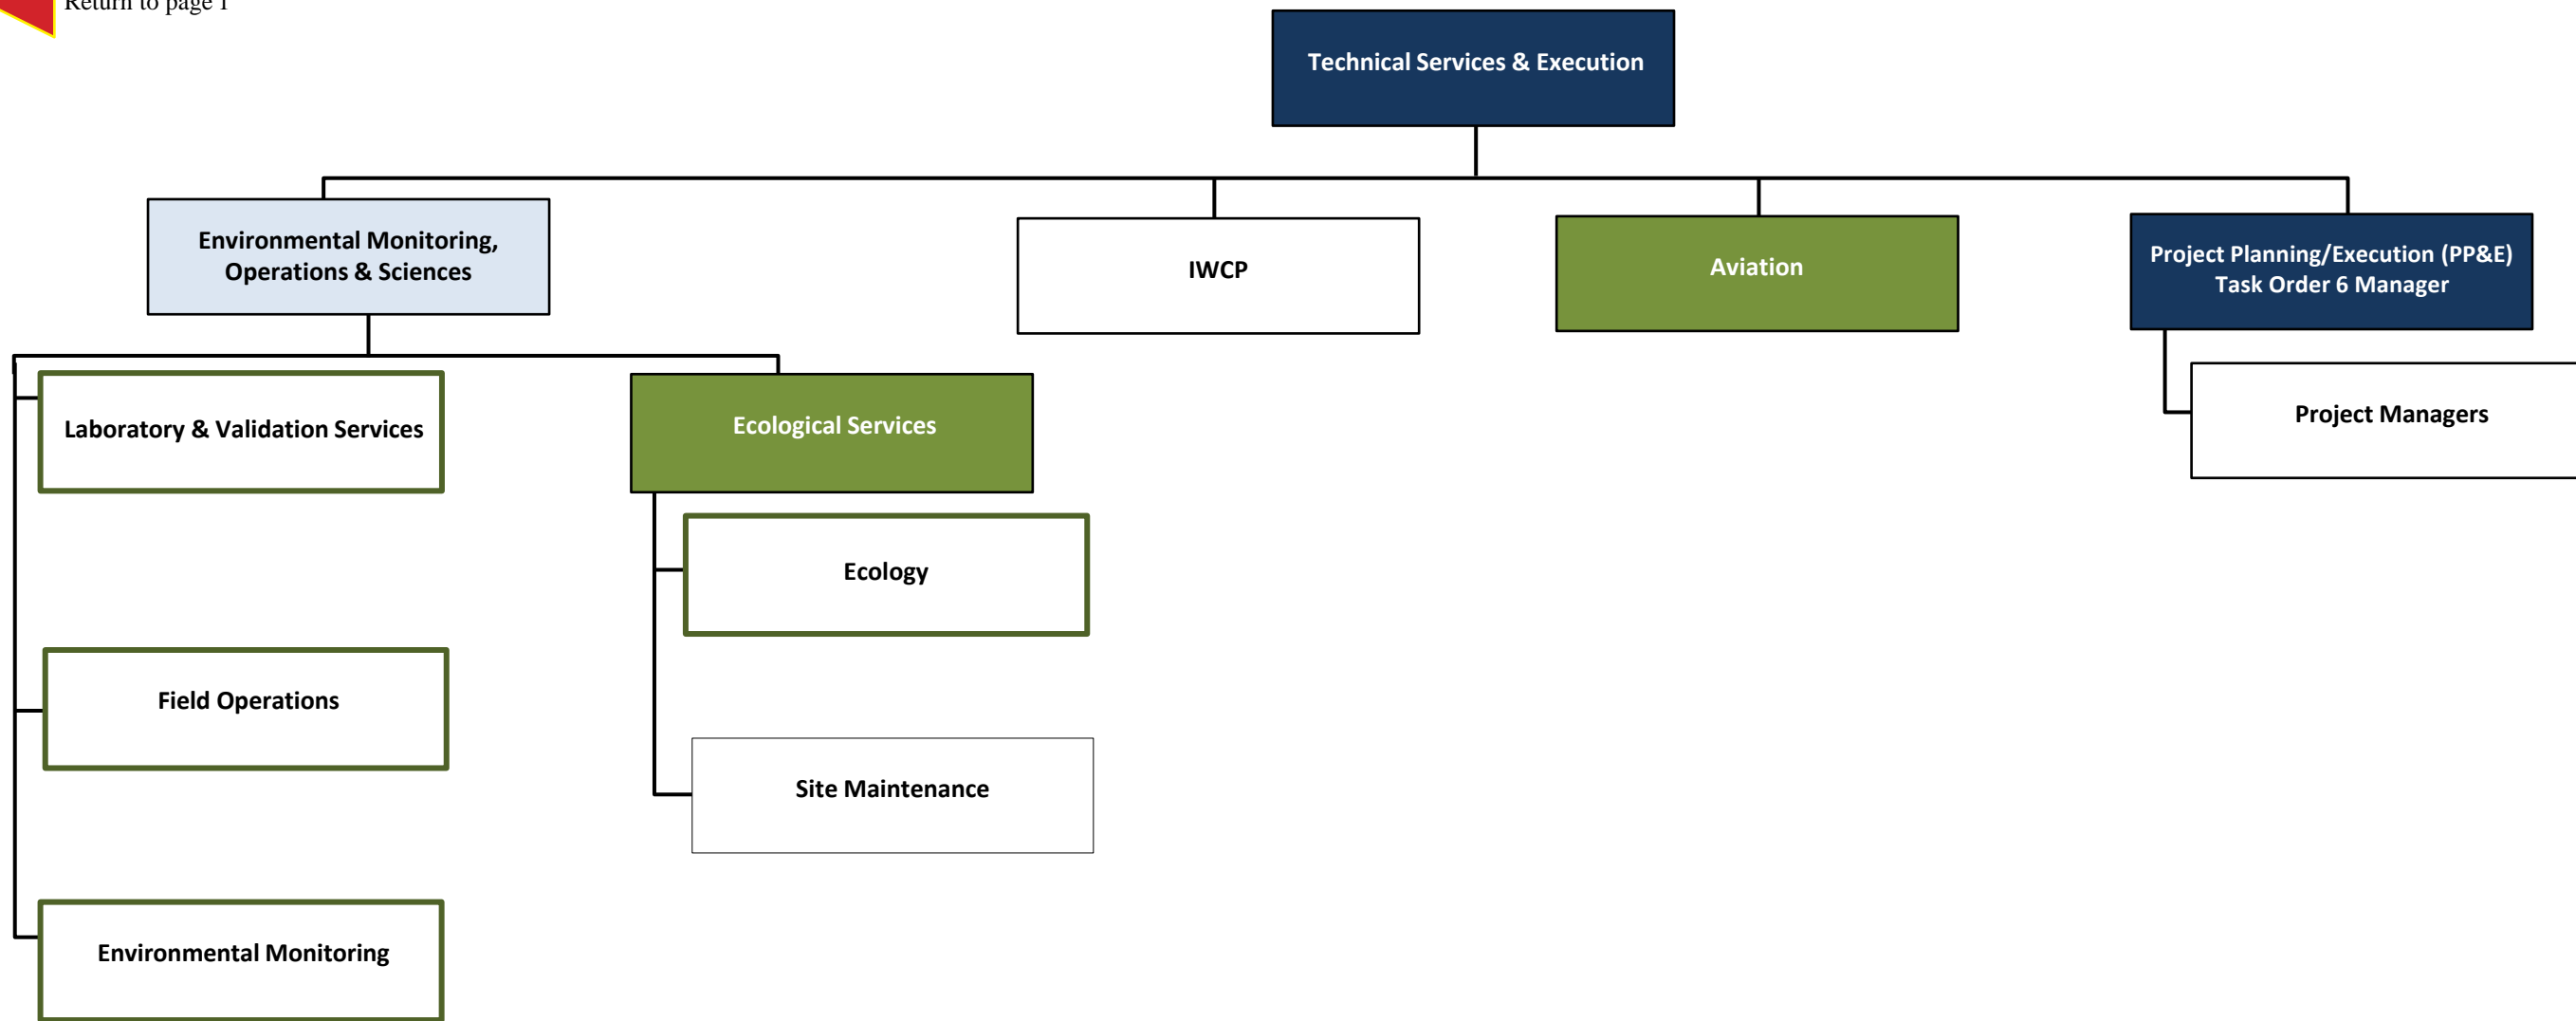 Return to page 1
Technical Services & Execution
Environmental Monitoring,
Operations & Sciences
IWCP
Aviation
Project Planning/Execution (PP&E)
Task Order 6 Manager
Laboratory & Validation Services
Ecological Services
Project Managers
Ecology
Field Operations
Site Maintenance
Environmental Monitoring